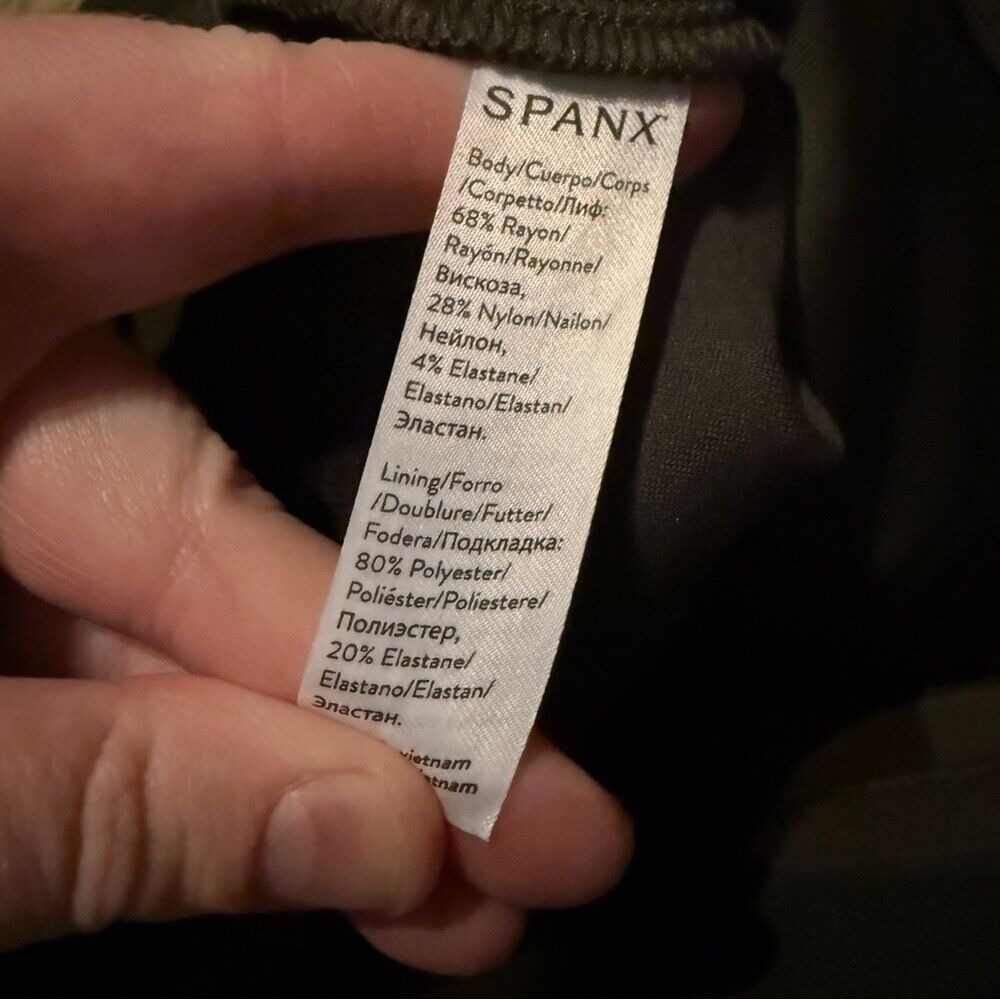 SPANX
Body/Cuerpo/Corps
/Corpetto/Лиф:
68% Rayon/
Rayón/Rayonne/
Вискоза,
28% Nylon/Nailon/
Нейлон,
4% Elastane/
Elastano/Elastan/
Эластан.
Lining/Forro
/Doublure/Futter/
Fodera/Подкладка:
80% Polyester/
Poliéster/Poliestere/
Полиэстер,
20% Elastane/
Elastano/Elastan/
Эластан.